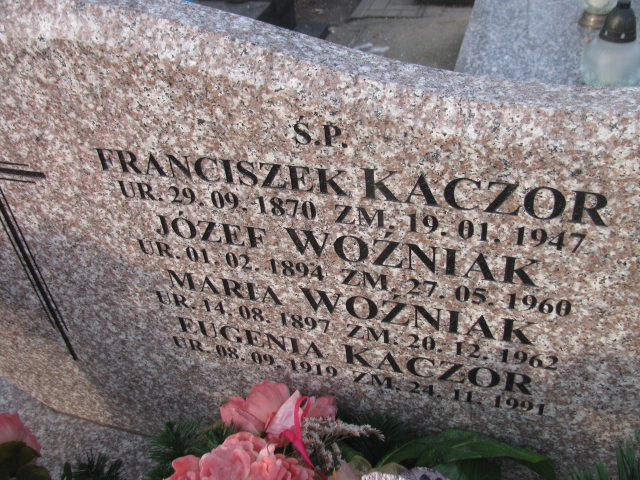 Ś.P.
FRANCISZEK KACZOR
UR. 29. 09. 1870 ZM. 19. 01. 1947
JÓZEF WOŹNIAK
UR. 01. 02. 1894 ZM. 27. 05. 1960
MARIA WOŹNIAK
UR. 14. 08. 1897 ZM. 20. 12. 1962
EUGENIA KACZOR
UR. 08. 09. 1919 ZM. 24. 11. 1991